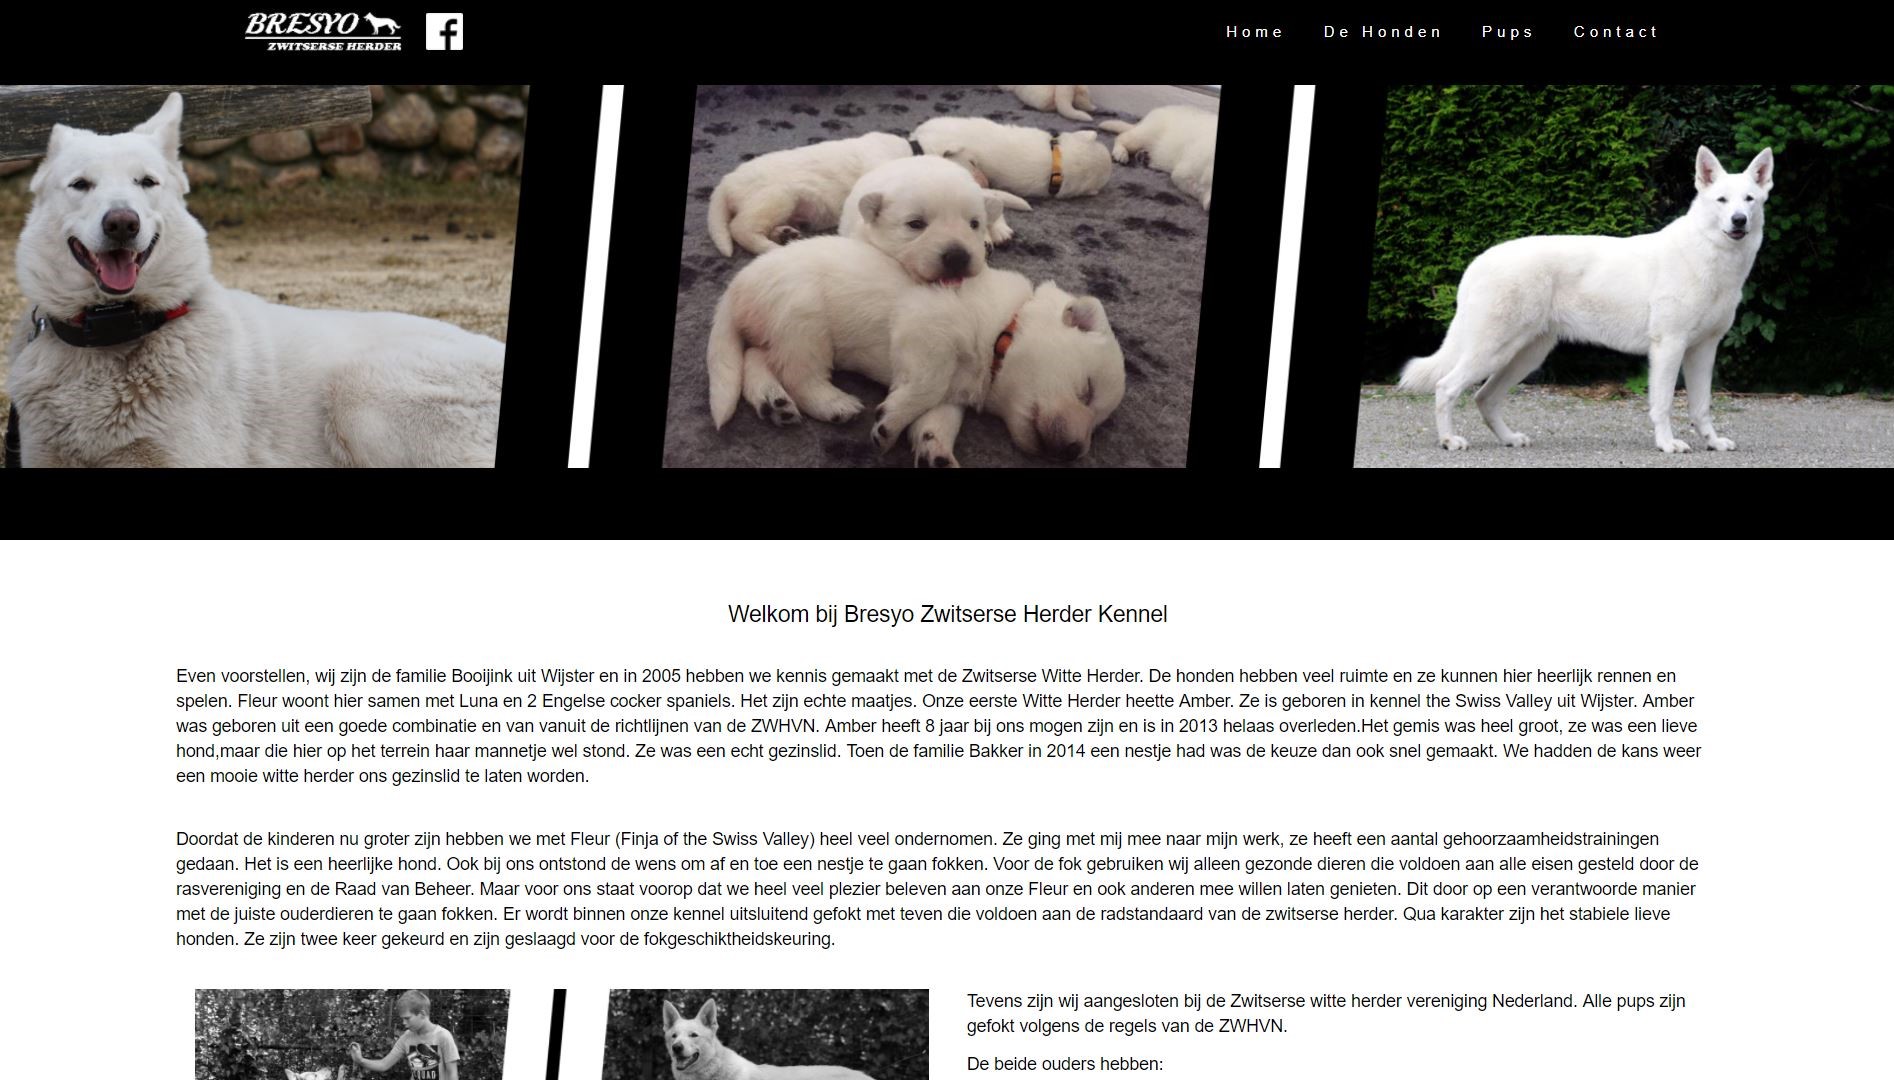 BRESYO
ZWITSERSE HERDER
Home De Honden Pups Contact
Welkom bij Bresyo Zwitserse Herder Kennel
Even voorstellen, wij zijn de familie Booijink uit Wijster en in 2005 hebben we kennis gemaakt met de Zwitserse Witte Herder. De honden hebben veel ruimte en ze kunnen hier heerlijk rennen en
spelen. Fleur woont hier samen met Luna en 2 Engelse cocker spaniels. Het zijn echte maatjes. Onze eerste Witte Herder heette Amber. Ze is geboren in kennel the Swiss Valley uit Wijster. Amber
was geboren uit een goede combinatie en van vanuit de richtlijnen van de ZWHVN. Amber heeft 8 jaar bij ons mogen zijn en is in 2013 helaas overleden.Het gemis was heel groot, ze was een lieve
hond,maar die hier op het terrein haar mannetje wel stond. Ze was een echt gezinslid. Toen de familie Bakker in 2014 een nestje had was de keuze dan ook snel gemaakt. We hadden de kans weer
een mooie witte herder ons gezinslid te laten worden.
Doordat de kinderen nu groter zijn hebben we met Fleur (Finja of the Swiss Valley) heel veel ondernomen. Ze ging met mij mee naar mijn werk, ze heeft een aantal gehoorzaamheidstrainingen
gedaan. Het is een heerlijke hond. Ook bij ons ontstond de wens om af en toe een nestje te gaan fokken. Voor de fok gebruiken wij alleen gezonde dieren die voldoen aan alle eisen gesteld door de
rasvereniging en de Raad van Beheer. Maar voor ons staat voorop dat we heel veel plezier beleven aan onze Fleur en ook anderen mee willen laten genieten. Dit door op een verantwoorde manier
met de juiste ouderdieren te gaan fokken. Er wordt binnen onze kennel uitsluitend gefokt met teven die voldoen aan de radstandaard van de zwitserse herder. Qua karakter zijn het stabiele lieve
honden. Ze zijn twee keer gekeurd en zijn geslaagd voor de fokgeschiktheidskeuring.
Tevens zijn wij aangesloten bij de Zwitserse witte herder vereniging Nederland. Alle pups zijn
gefokt volgens de regels van de ZWHVN.
De beide ouders hebben: